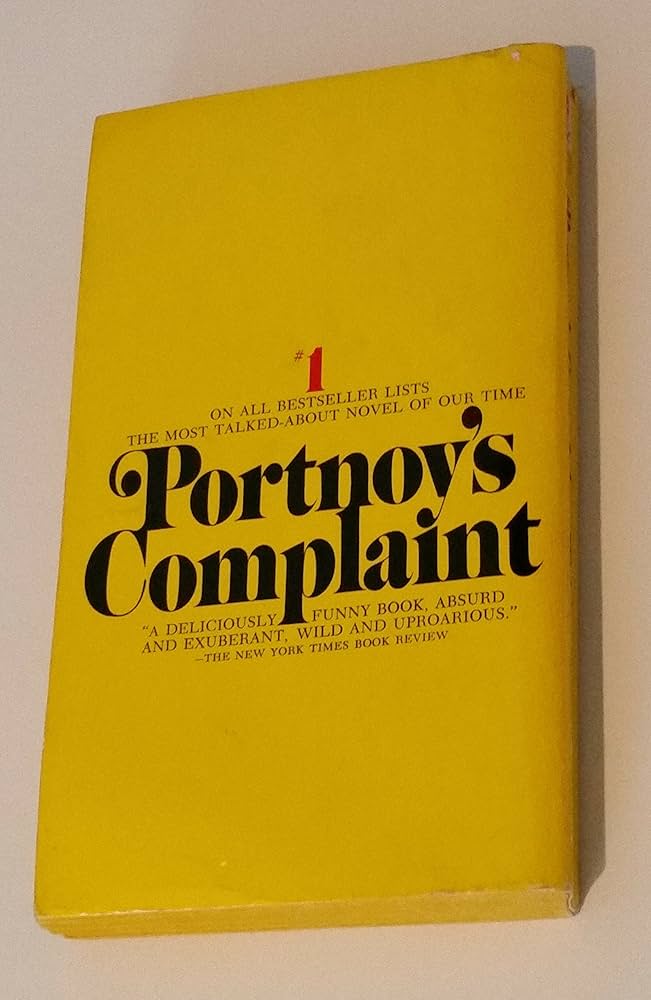 #1
ON ALL BESTSELLER LISTS
THE MOST TALKED-ABOUT NOVEL OF OUR TIME
Portnoy's
Complaint
"A DELICIOUSLY FUNNY BOOK, ABSURD
AND EXUBERANT, WILD AND UPROARIOUS."
—THE NEW YORK TIMES BOOK REVIEW